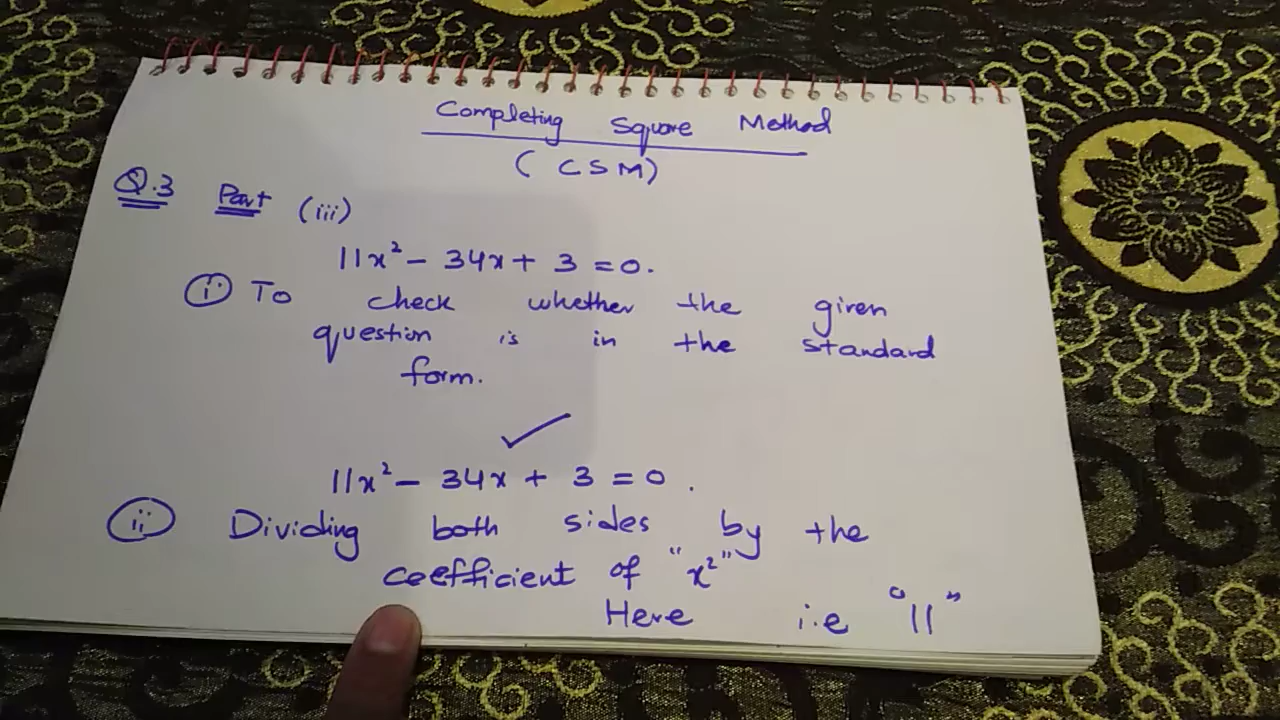 Completing Square Method
( CSM)
Q.3 Part (iii)
11x² - 34x + 3 = 0.
(i) To check whether the given
question is in the standard
form.
✓
11x² - 34x + 3 = 0.
(ii) Dividing both sides by the
coefficient of "x²"
Here i.e "11"